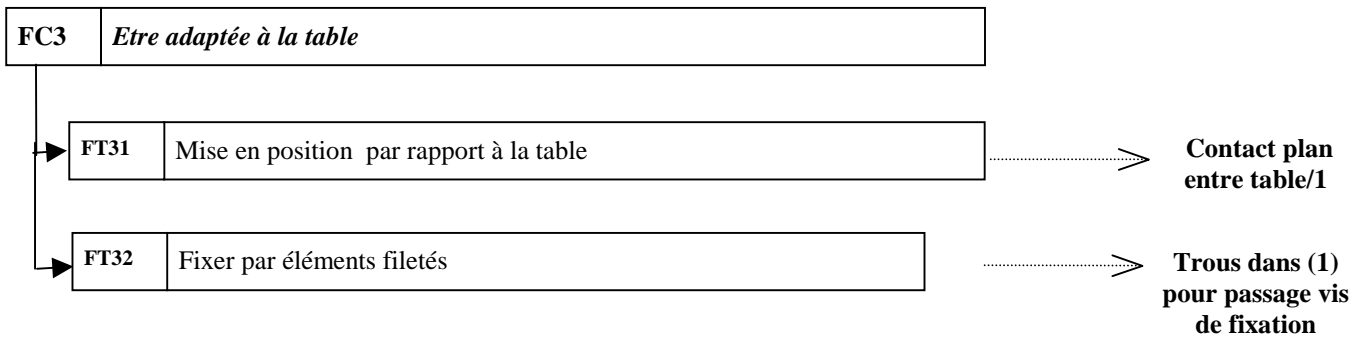 FC3 Etre adaptée à la table
FT31 Mise en position par rapport à la table
Contact plan
entre table/1
FT32 Fixer par éléments filetés
Trous dans (1)
pour passage vis
de fixation